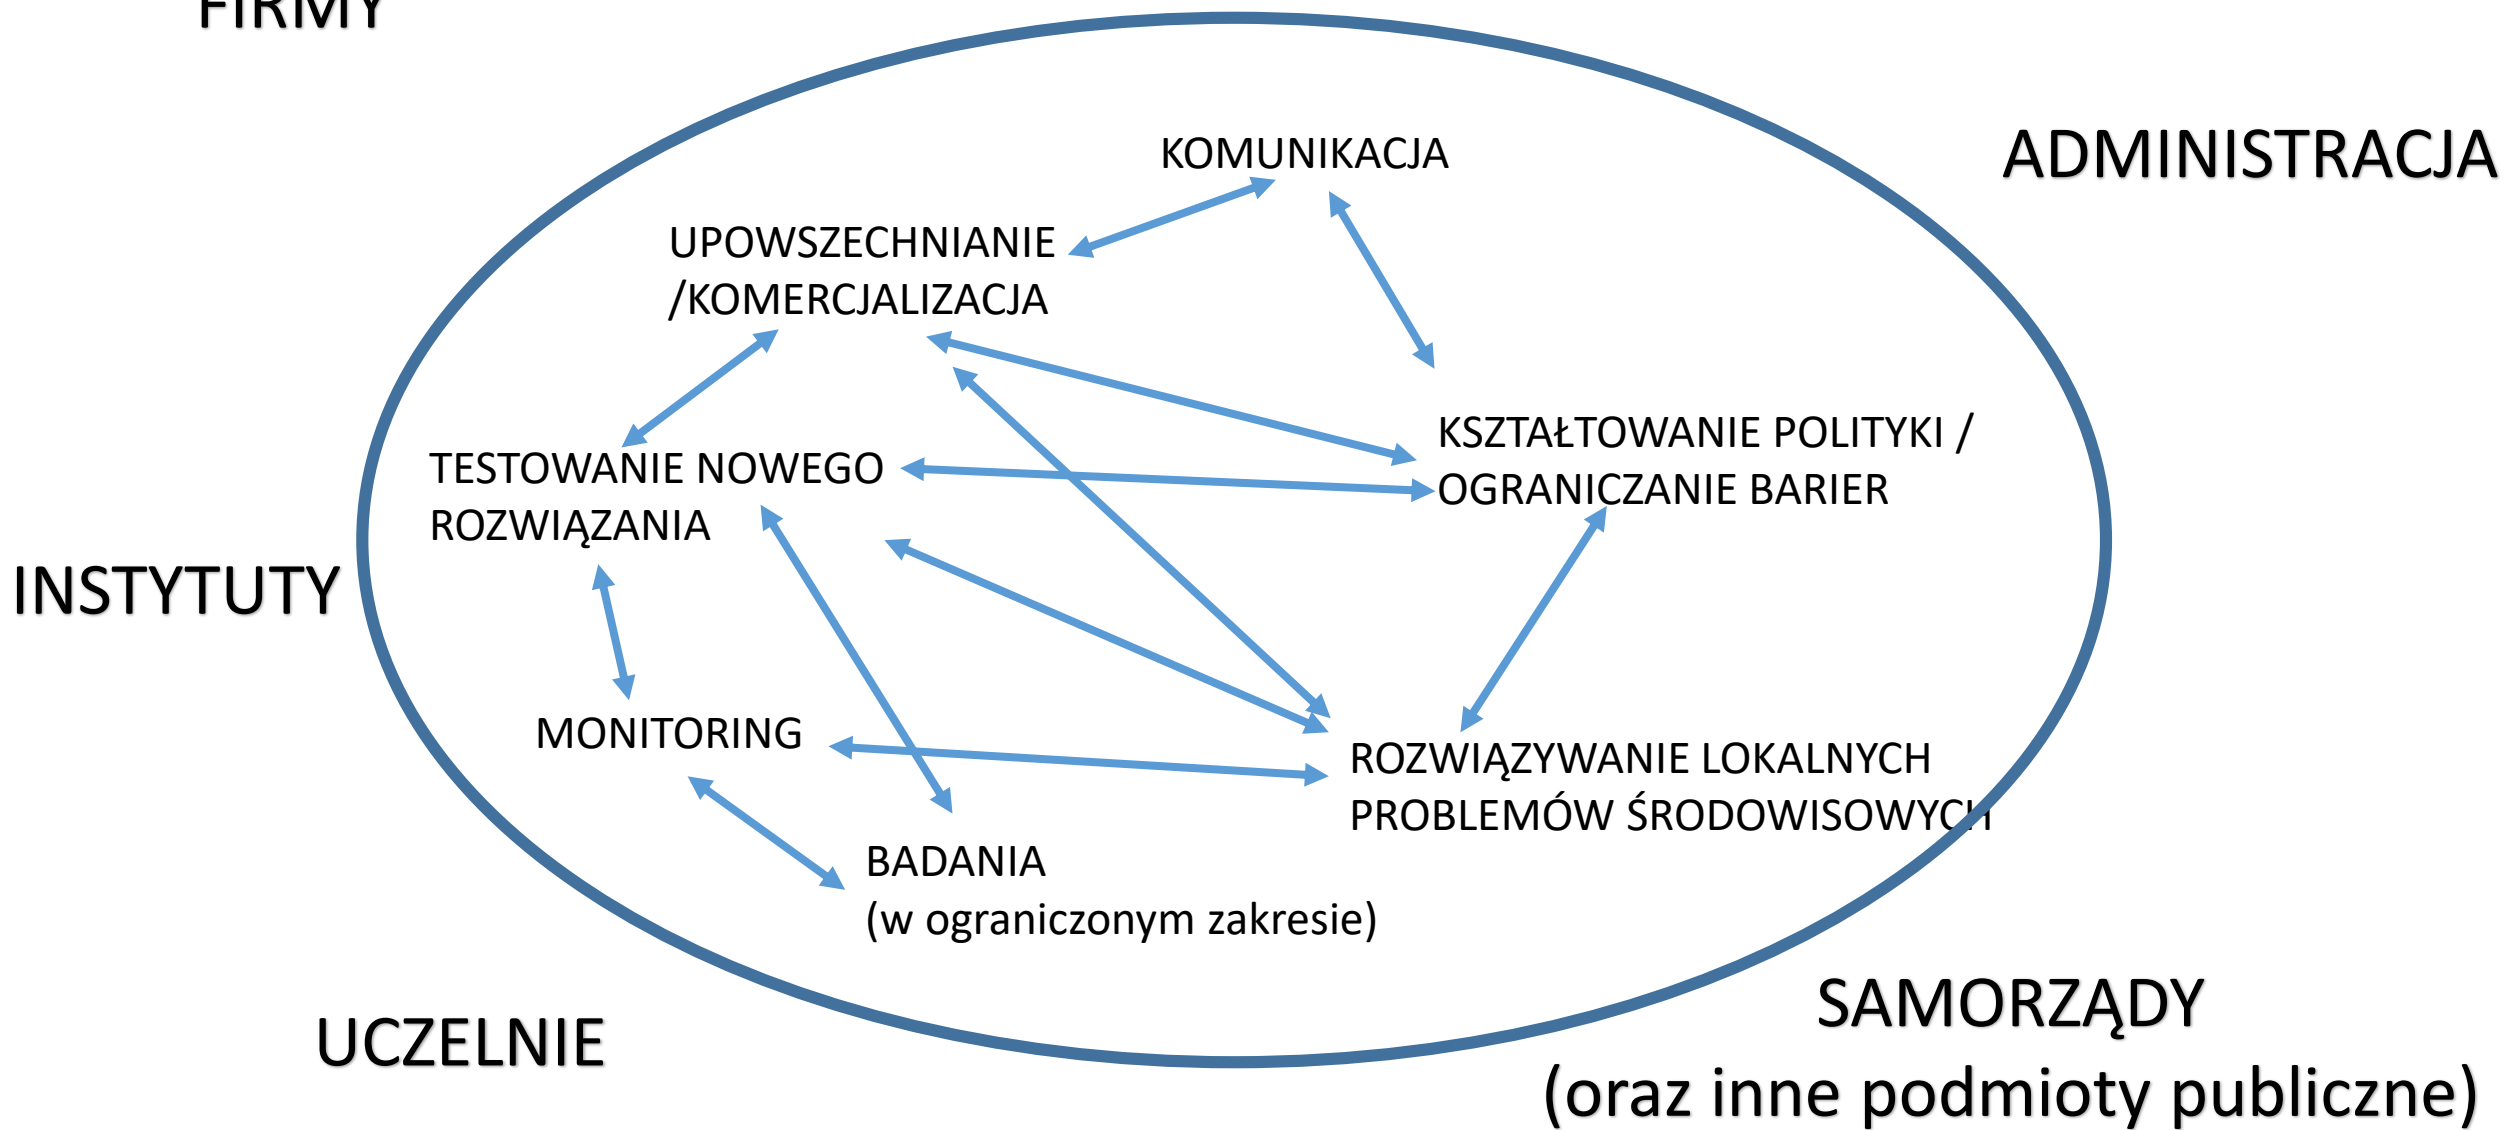 FIRMY
KOMUNIKACJA
ADMINISTRACJA
UPOWSZECHNIANIE
/KOMERCJALIZACJA
KSZTAŁTOWANIE POLITYKI /
OGRANICZANIE BARIER
TESTOWANIE NOWEGO
ROZWIĄZANIA
INSTYTUTY
MONITORING
ROZWIĄZYWANIE LOKALNYCH
PROBLEMÓW ŚRODOWISOWYCH
BADANIA
(w ograniczonym zakresie)
UCZELNIE
SAMORZĄDY
(oraz inne podmioty publiczne)